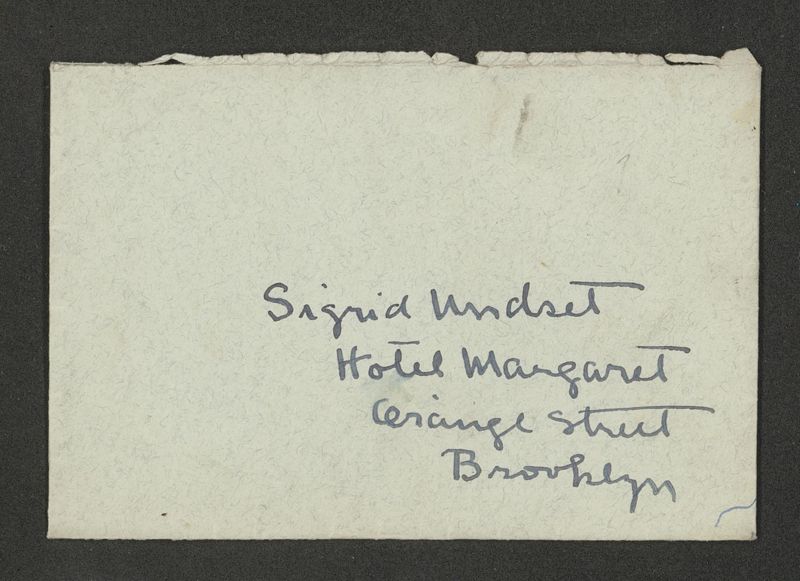 Sigrid Undset
Hotel Margaret
Orange Street
Brooklyn